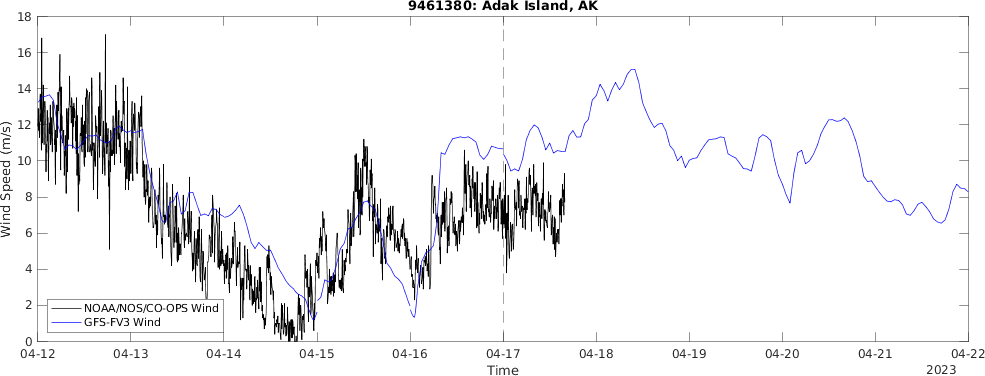 9461380: Adak Island, AK
18
16
14
12
10
8
6
4
2
0
Wind Speed (m/s)
NOAA/NOS/CO-OPS Wind
GFS-FV3 Wind
04-12 04-13 04-14 04-15 04-16 04-17 04-18 04-19 04-20 04-21 04-22
Time
2023